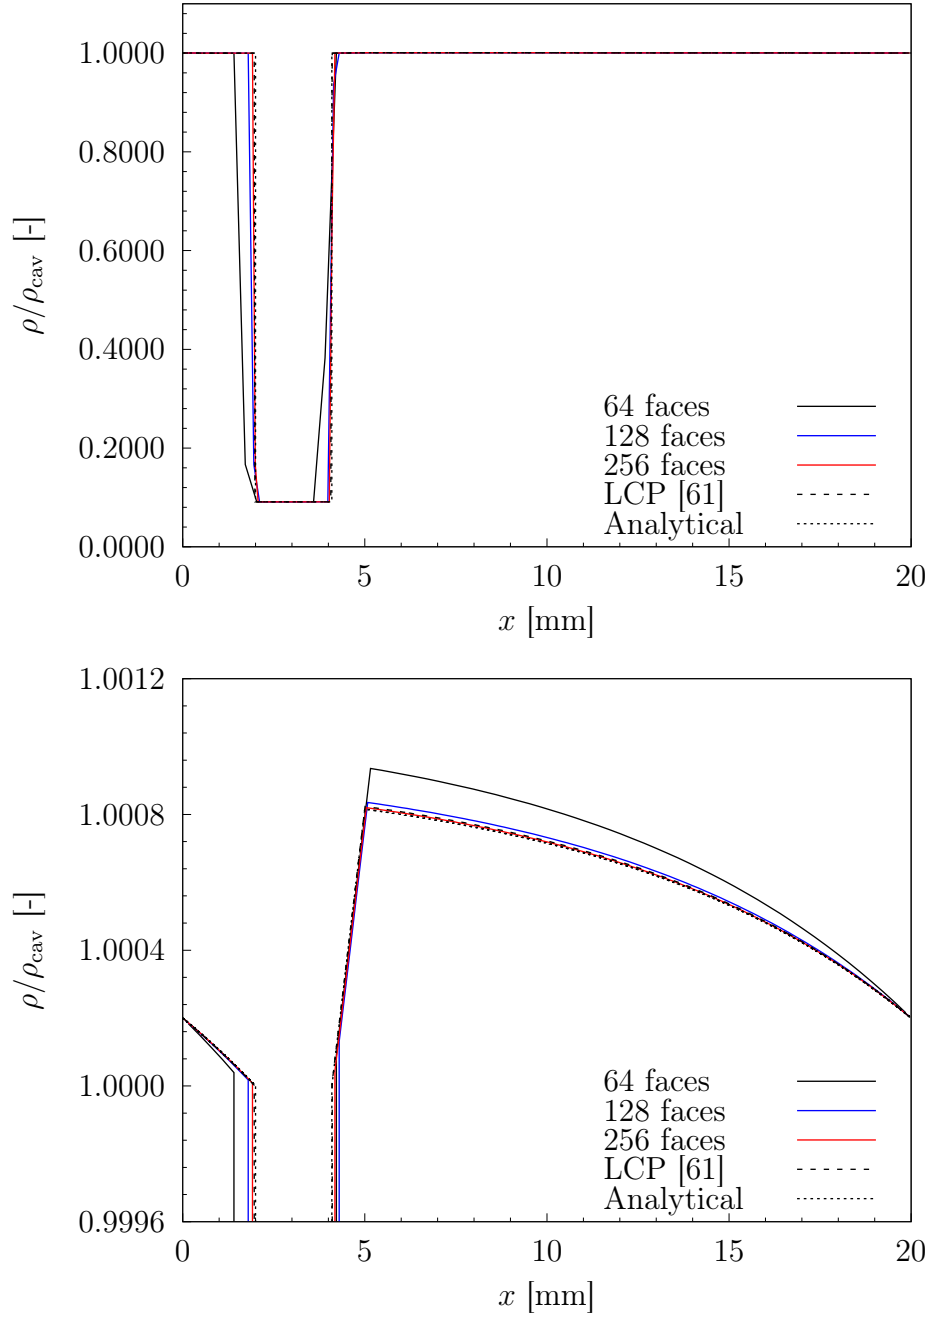 1.0000
0.8000
0.6000
0.4000
0.2000
0.0000
ρ/ρcav [-]
64 faces
128 faces
256 faces
LCP [61]
Analytical
0 5 10 15 20
x [mm]
1.0012
1.0008
1.0004
1.0000
0.9996
ρ/ρcav [-]
64 faces
128 faces
256 faces
LCP [61]
Analytical
0 5 10 15 20
x [mm]